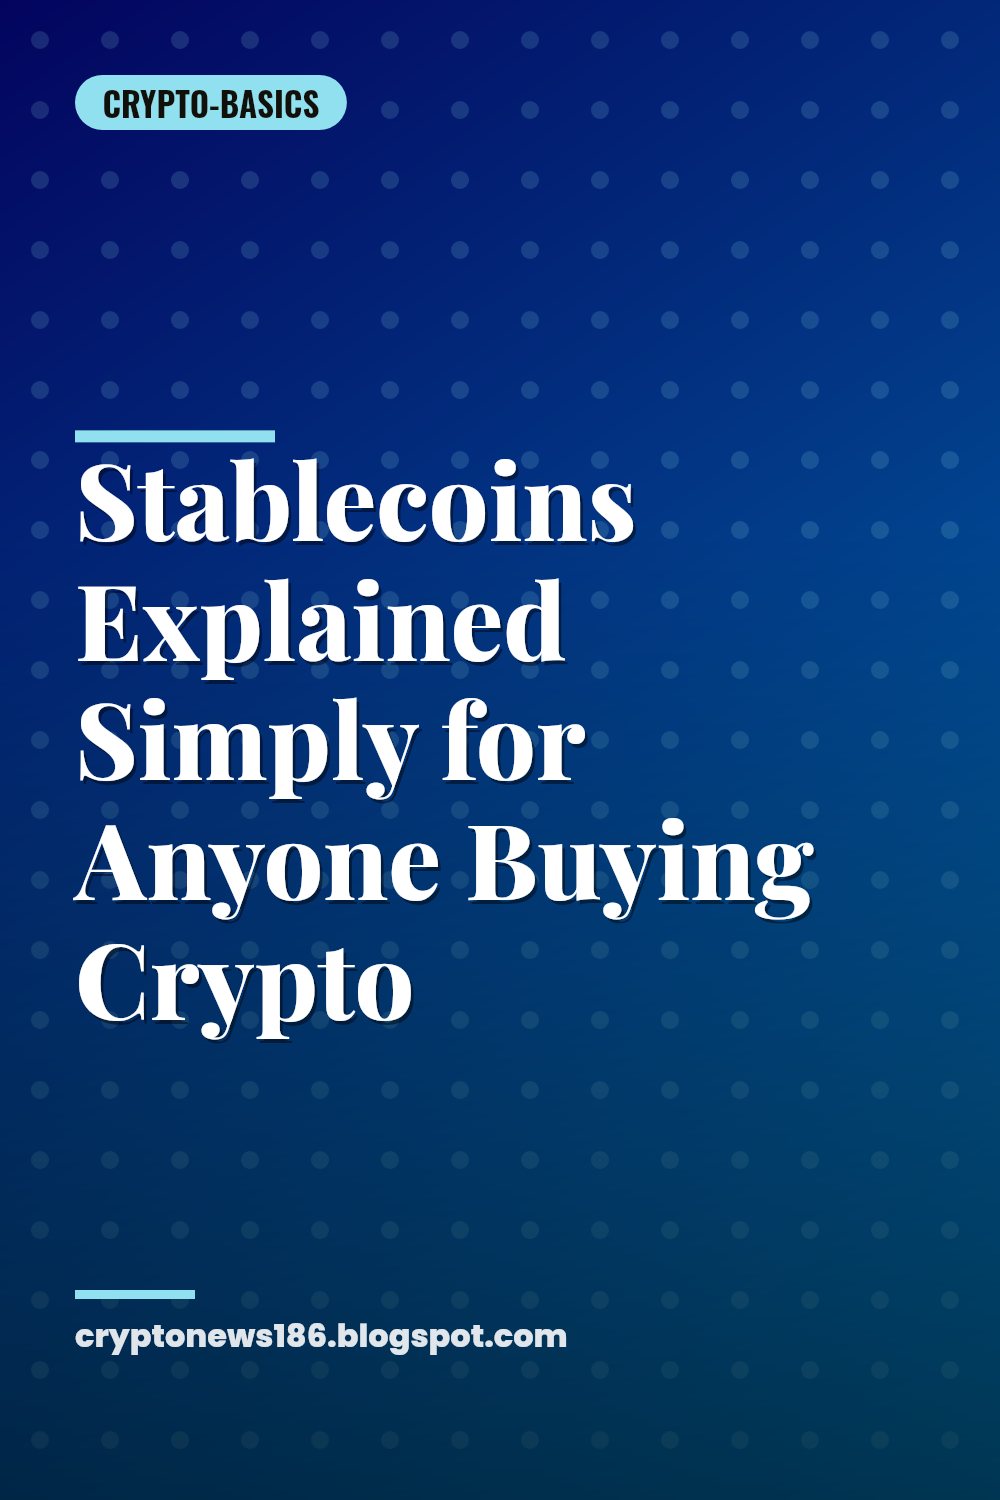 CRYPTO-BASICS
Stablecoins
Explained
Simply for
Anyone Buying
Crypto
cryptonews186.blogspot.com